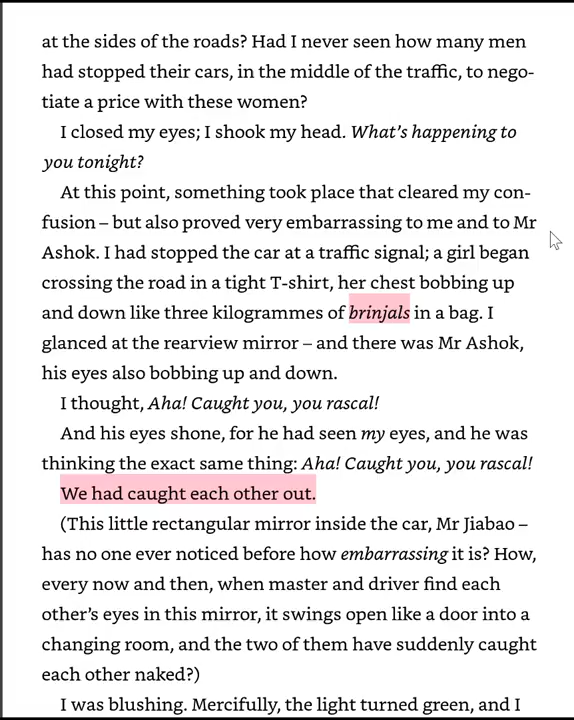 at the sides of the roads? Had I never seen how many men
had stopped their cars, in the middle of the traffic, to nego-
tiate a price with these women?
I closed my eyes; I shook my head. What's happening to
you tonight?
At this point, something took place that cleared my con-
fusion – but also proved very embarrassing to me and to Mr
Ashok. I had stopped the car at a traffic signal; a girl began
crossing the road in a tight T-shirt, her chest bobbing up
and down like three kilogrammes of brinjals in a bag. I
glanced at the rearview mirror – and there was Mr Ashok,
his eyes also bobbing up and down.
I thought, Aha! Caught you, you rascal!
And his eyes shone, for he had seen my eyes, and he was
thinking the exact same thing: Aha! Caught you, you rascal!
We had caught each other out.
(This little rectangular mirror inside the car, Mr Jiabao –
has no one ever noticed before how embarrassing it is? How,
every now and then, when master and driver find each
other's eyes in this mirror, it swings open like a door into a
changing room, and the two of them have suddenly caught
each other naked?)
I was blushing. Mercifully, the light turned green, and I